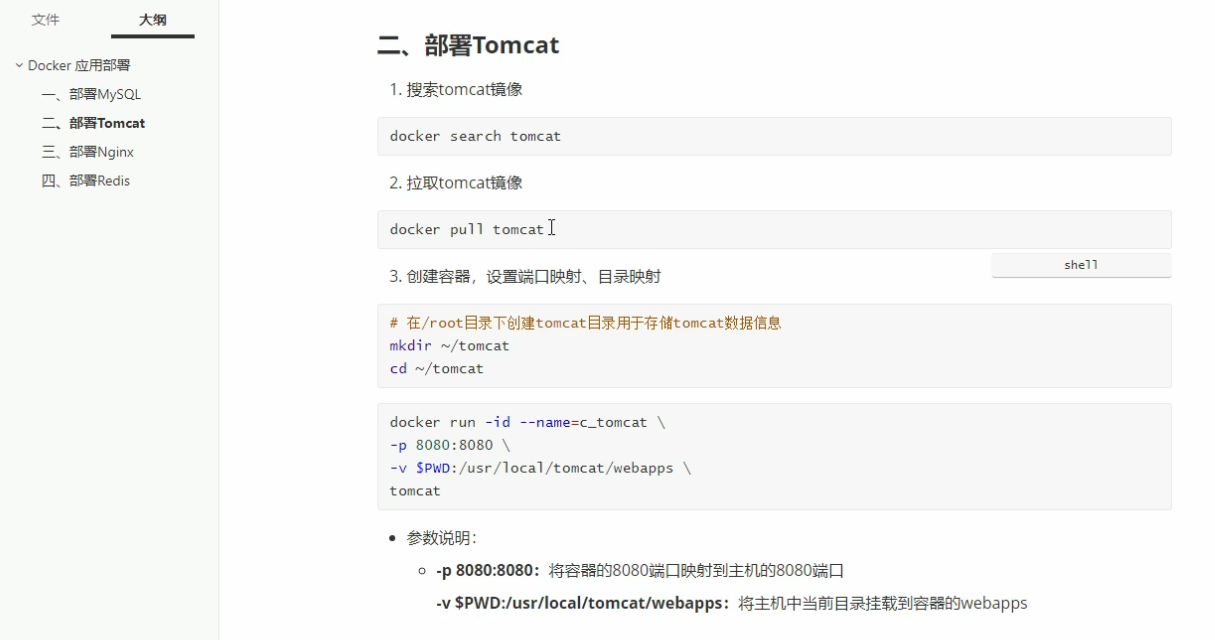 文件 大纲
Docker 应用部署
一、部署MySQL
二、部署Tomcat
三、部署Nginx
四、部署Redis
二、部署Tomcat
1. 搜索tomcat镜像
docker search tomcat
2. 拉取tomcat镜像
docker pull tomcat
shell
3. 创建容器，设置端口映射、目录映射
# 在/root目录下创建tomcat目录用于存储tomcat数据信息
mkdir ~/tomcat
cd ~/tomcat
docker run -id --name=c_tomcat \
-p 8080:8080 \
-v $PWD:/usr/local/tomcat/webapps \
tomcat
• 参数说明：
○ -p 8080:8080：将容器的8080端口映射到主机的8080端口
-v $PWD:/usr/local/tomcat/webapps：将主机中当前目录挂载到容器的webapps